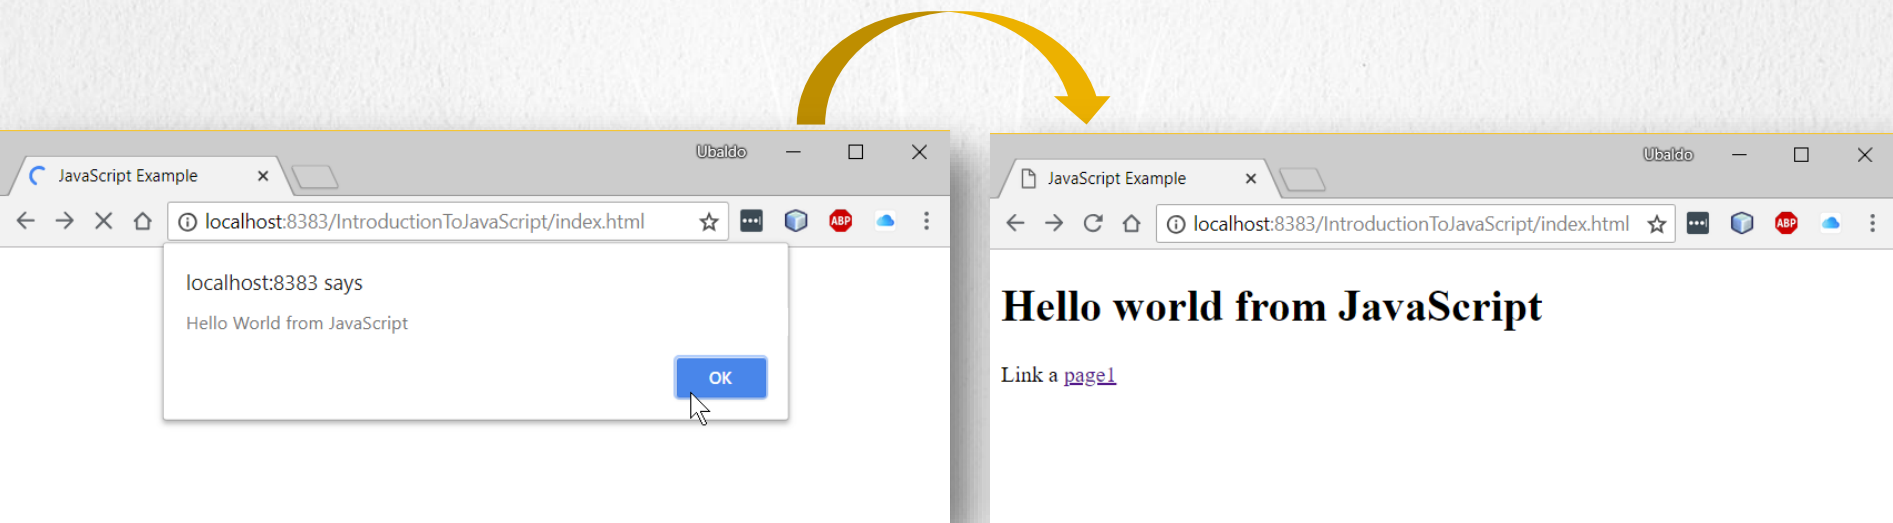 Ubaldo
JavaScript Example
localhost:8383/IntroductionToJavaScript/index.html
ABP
localhost:8383 says
Hello World from JavaScript
OK
Ubaldo
JavaScript Example
localhost:8383/IntroductionToJavaScript/index.html
ABP
Hello world from JavaScript
Link a page1